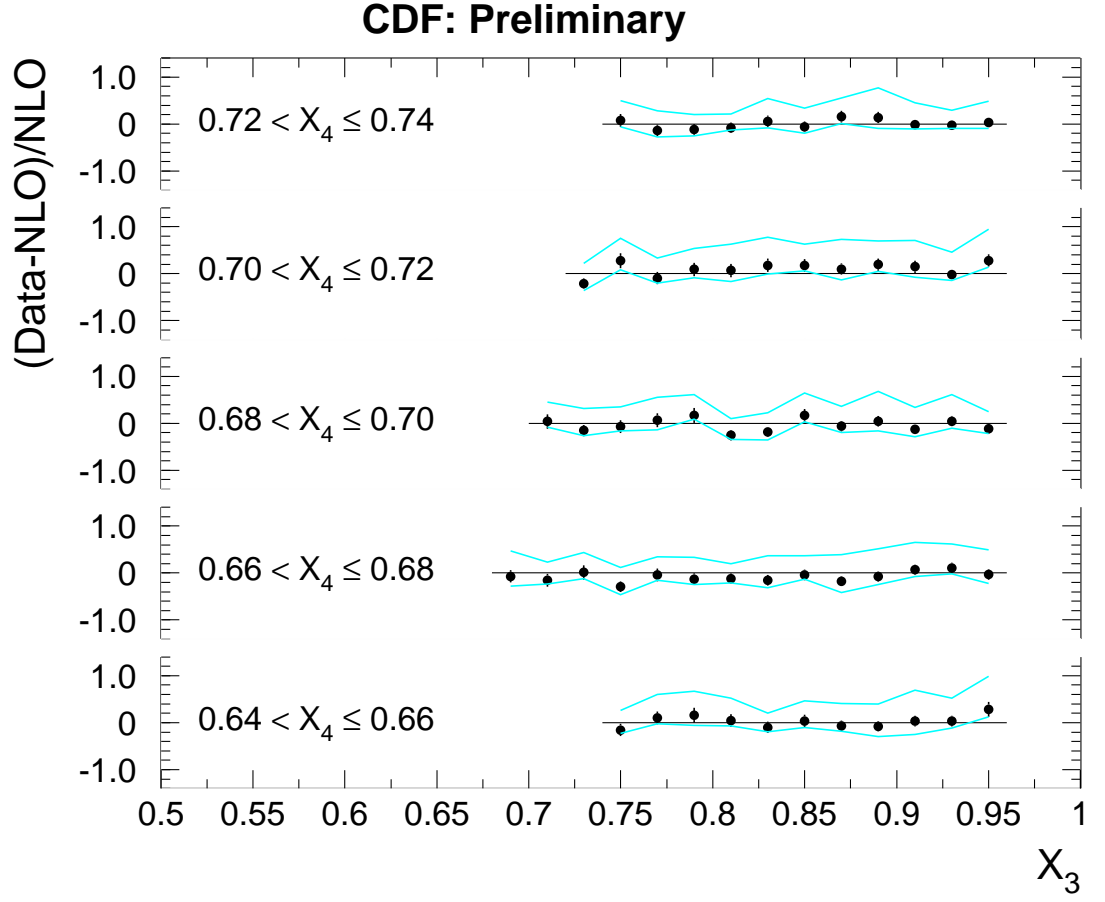 CDF: Preliminary
(Data-NLO)/NLO
1.0
0.72 < X4 ≤ 0.74
0
-1.0
1.0
0.70 < X4 ≤ 0.72
0
-1.0
1.0
0.68 < X4 ≤ 0.70
0
-1.0
1.0
0.66 < X4 ≤ 0.68
0
-1.0
1.0
0.64 < X4 ≤ 0.66
0
-1.0
0.5 0.55 0.6 0.65 0.7 0.75 0.8 0.85 0.9 0.95 1
X3